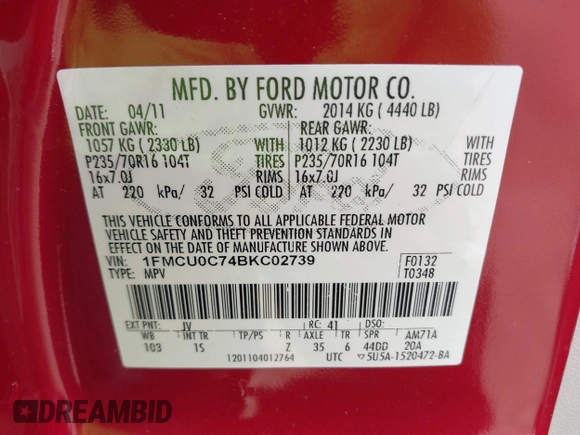 MFD. BY FORD MOTOR CO.
DATE: 04/11 GVWR: 2014 KG ( 4440 LB)
FRONT GAWR: REAR GAWR:
1057 KG ( 2330 LB) WITH 1012 KG ( 2230 LB) WITH
P235/70R16 104T TIRES P235/70R16 104T TIRES
16x7.0J RIMS 16x7.0J RIMS
AT 220 kPa/ 32 PSI COLD AT 220 kPa/ 32 PSI COLD
THIS VEHICLE CONFORMS TO ALL APPLICABLE FEDERAL MOTOR
VEHICLE SAFETY AND THEFT PREVENTION STANDARDS IN
EFFECT ON THE DATE OF MANUFACTURE SHOWN ABOVE.
VIN: 1FMCU0C74BKC02739 F0132
TYPE: MPV T0348
EXT PNT: JV RC: 41 DSO:
WB INT TR TP/PS R AXLE TR SPR AM71A
103 1S Z 35 6 44DD 20A
1201104012764 UTC ▽5U5A-1520472-BA
©DREAMBID